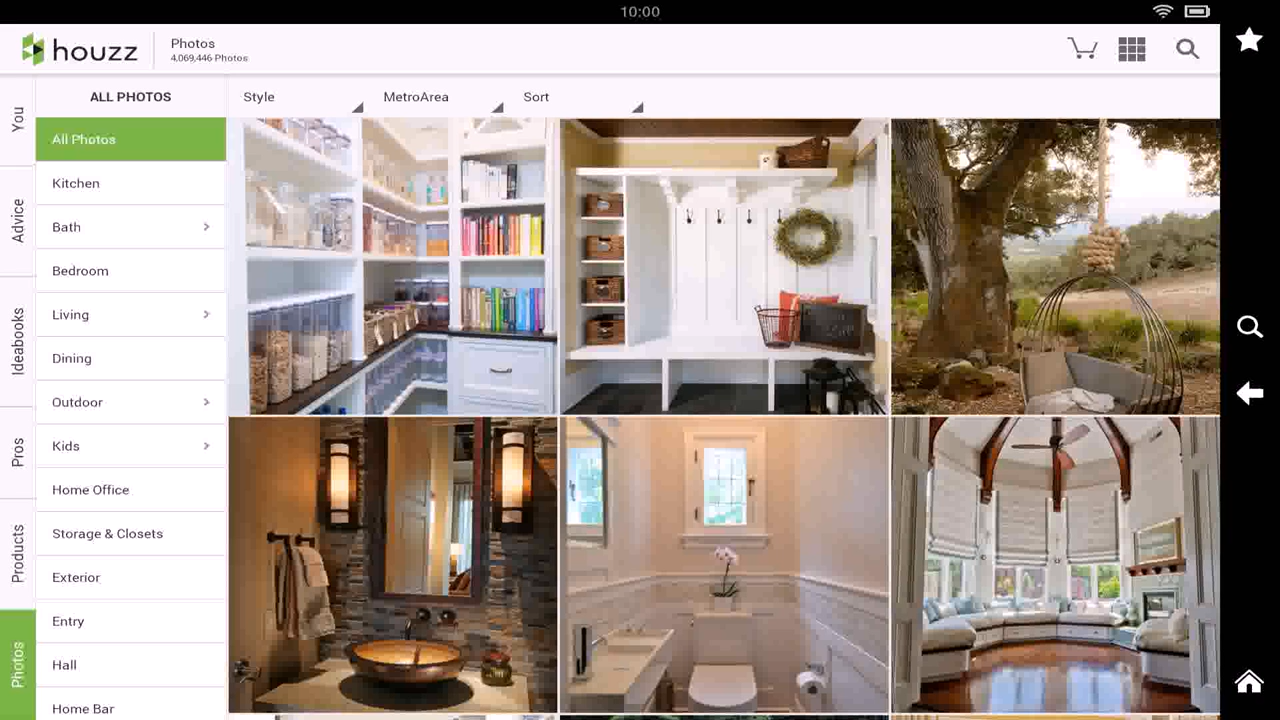 10:00
houzz
Photos
4,069,446 Photos
You
Advice
Ideabooks
Pros
Products
Photos
ALL PHOTOS
All Photos
Kitchen
Bath
Bedroom
Living
Dining
Outdoor
Kids
Home Office
Storage & Closets
Exterior
Entry
Hall
Home Bar
Style
MetroArea
Sort